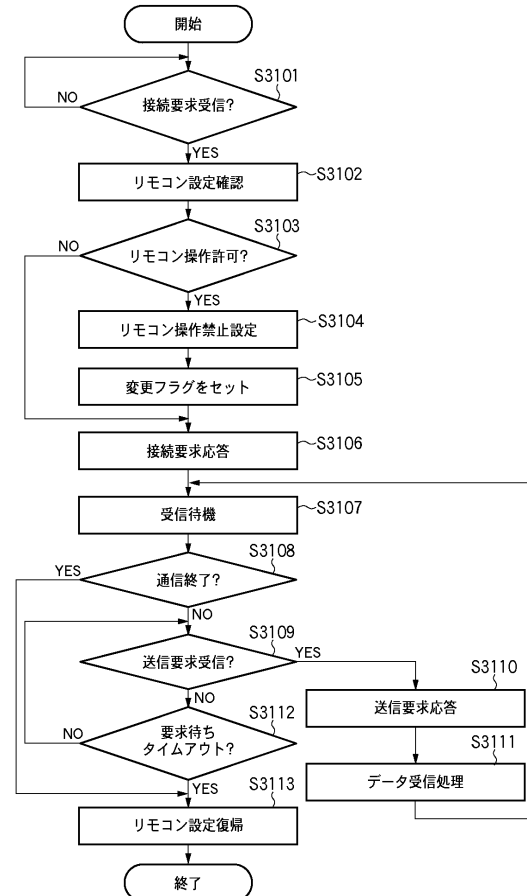 開始
S3101
接続要求受信?
NO
YES
リモコン設定確認
S3102
S3103
NO
リモコン操作許可?
YES
リモコン操作禁止設定
S3104
変更フラグをセット
S3105
接続要求応答
S3106
受信待機
S3107
S3108
YES
通信終了?
NO
S3109
送信要求受信?
YES
NO
S3110
送信要求応答
S3112
要求待ち
タイムアウト?
NO
YES
S3111
データ受信処理
S3113
リモコン設定復帰
終了